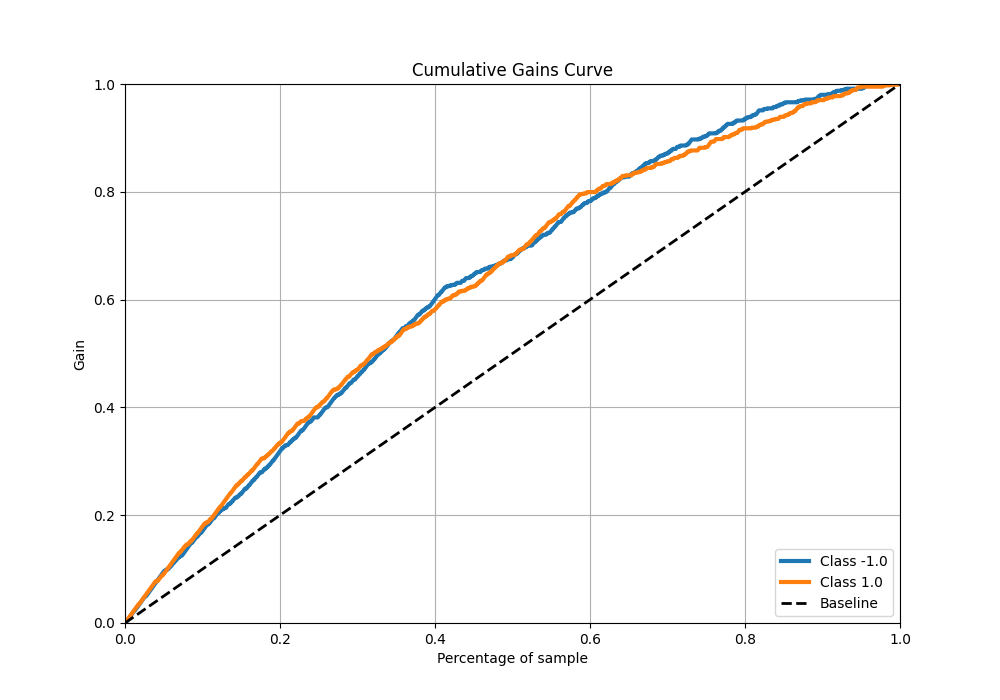 Cumulative Gains Curve
1.0
0.8
0.6
0.4
0.2
0.0
Gain
0.0 0.2 0.4 0.6 0.8 1.0
Percentage of sample
Class -1.0
Class 1.0
Baseline